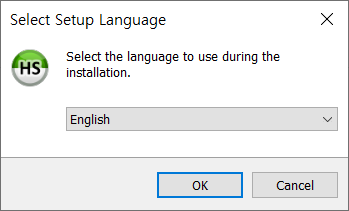 Select Setup Language
HS
Select the language to use during the
installation.
English
OK
Cancel